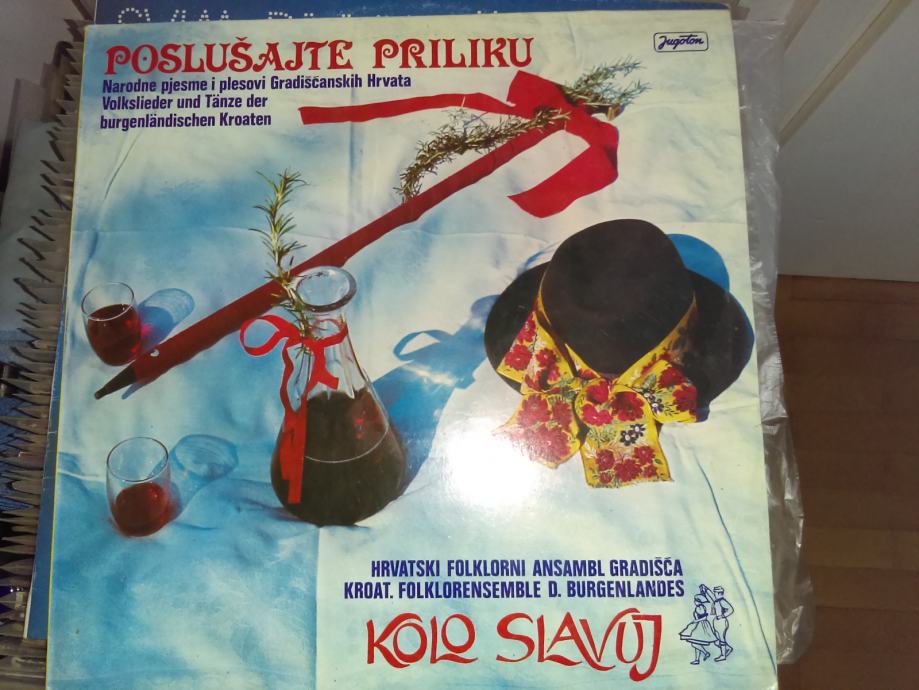 POSLUŠAJTE PRILIKU
Jugoton
Narodne pjesme i plesovi Gradišćanskih Hrvata
Volkslieder und Tänze der
burgenländischen Kroaten
HRVATSKI FOLKLORNI ANSAMBL GRADIŠĆA
KROAT. FOLKLORENSEMBLE D. BURGENLANDES
KOLO SLAVUJ